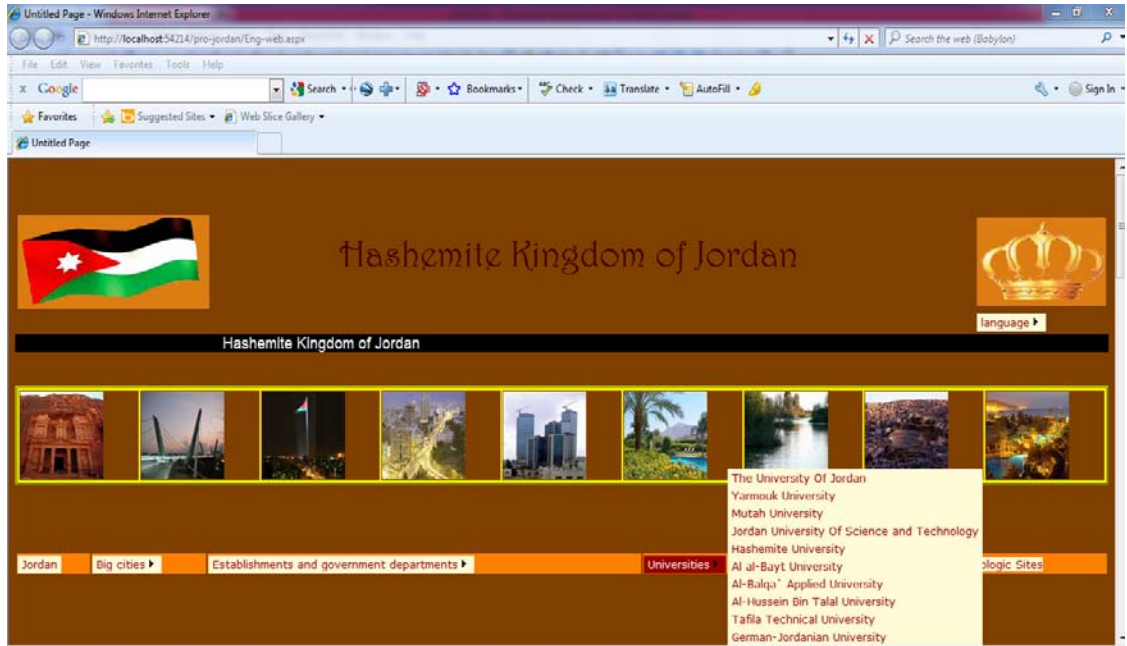 Untitled Page - Windows Internet Explorer
http://localhost:54214/pro-jordan/Eng-web.aspx
Search the web (Babylon)
File Edit View Favorites Tools Help
x Google Search Bookmarks Check Translate AutoFill Sign In
Favorites Suggested Sites Web Slice Gallery
Untitled Page
Hashemite Kingdom of Jordan
language
Hashemite Kingdom of Jordan
Jordan Big cities Establishments and government departments Universities ologic Sites
The University Of Jordan
Yarmouk University
Mutah University
Jordan University Of Science and Technology
Hashemite University
Al al-Bayt University
Al-Balqa` Applied University
Al-Hussein Bin Talal University
Tafila Technical University
German-Jordanian University